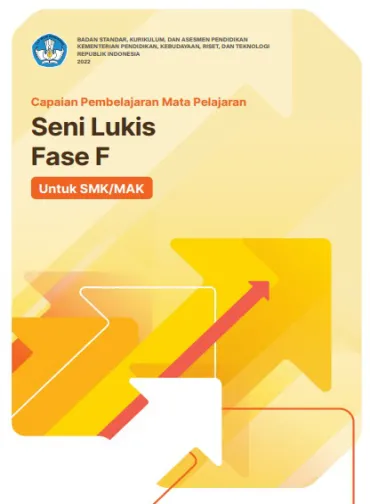 BADAN STANDAR, KURIKULUM, DAN ASESMEN PENDIDIKAN
KEMENTERIAN PENDIDIKAN, KEBUDAYAAN, RISET, DAN TEKNOLOGI
REPUBLIK INDONESIA
2022
Capaian Pembelajaran Mata Pelajaran
Seni Lukis
Fase F
Untuk SMK/MAK